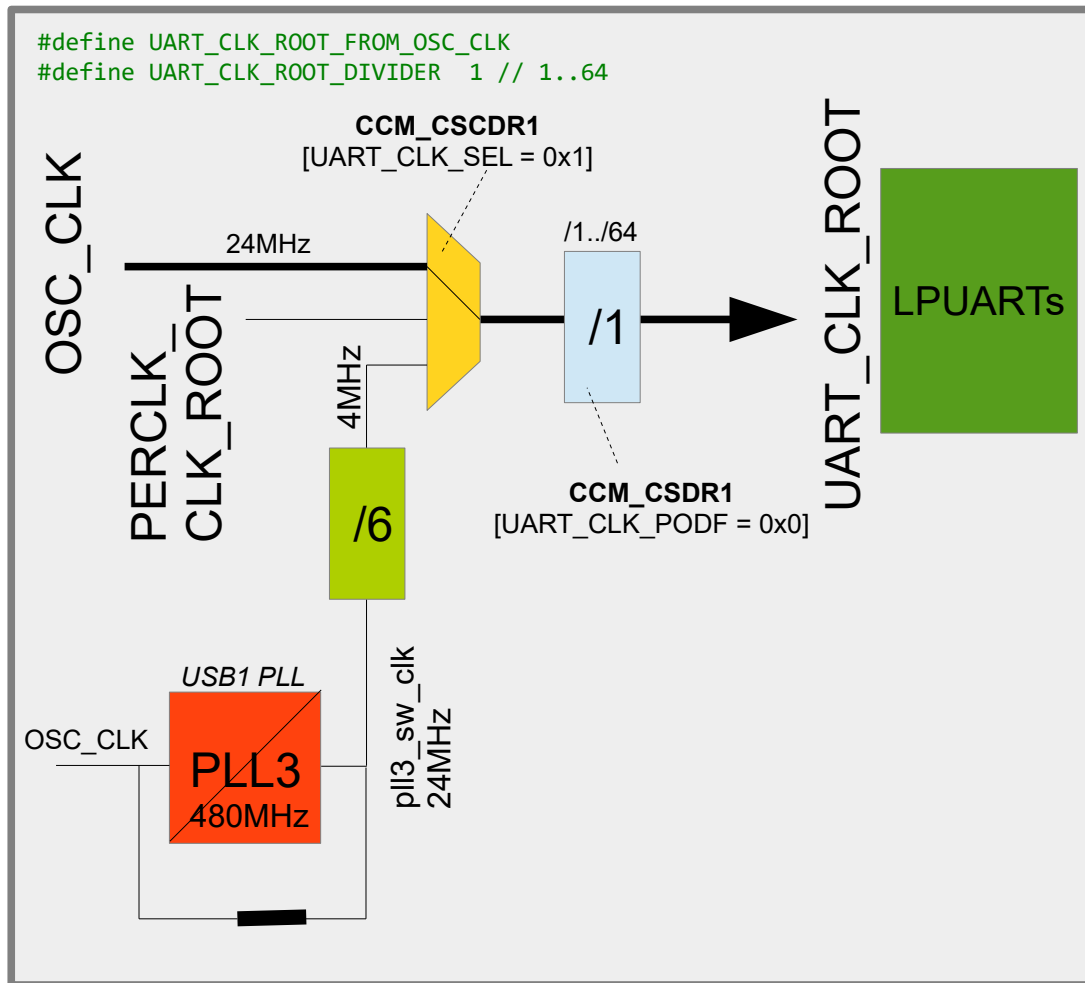 #define UART_CLK_ROOT_FROM_OSC_CLK
#define UART_CLK_ROOT_DIVIDER  1 // 1..64
CCM_CSCDR1
[UART_CLK_SEL = 0x1]
OSC_CLK
24MHz
/1../64
UART_CLK_ROOT
LPUARTs
PERCLK_
CLK_ROOT
/1
4MHz
/6
CCM_CSDR1
[UART_CLK_PODF = 0x0]
USB1 PLL
OSC_CLK
PLL3
480MHz
pll3_sw_clk
24MHz